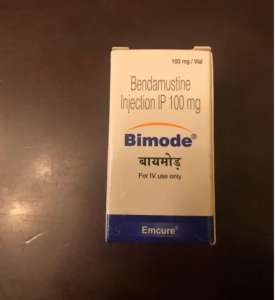 100 mg / Vial
Bendamustine
Injection IP 100 mg
Bimode®
बायमोड़
For IV use only
Emcure®